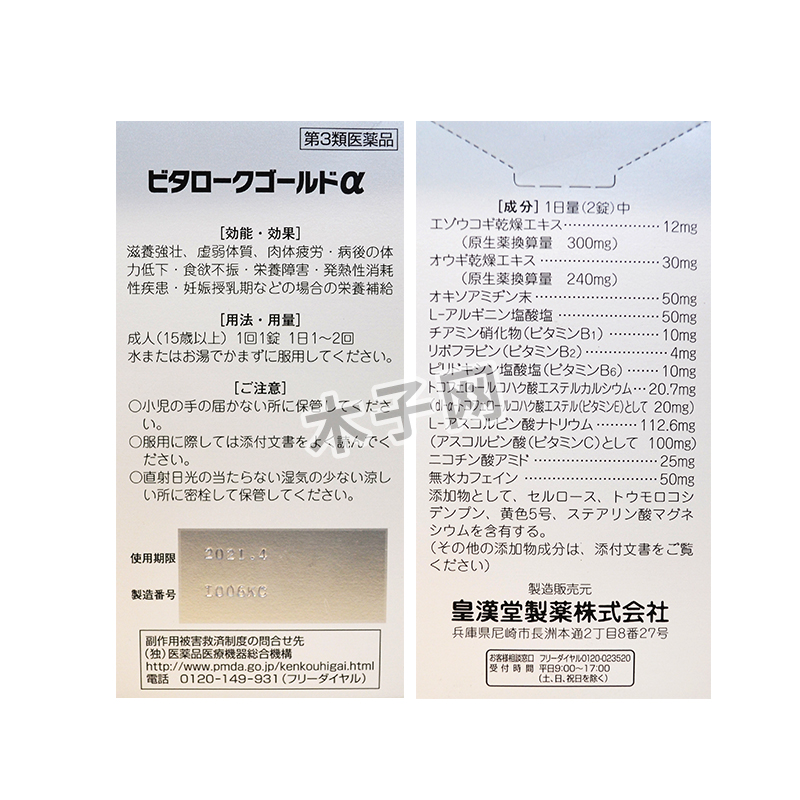 第3類医薬品
ビタロークゴールドα
[効能・効果]
滋養強壮、虚弱体質、肉体疲労・病後の体
力低下・食欲不振・栄養障害・発熱性消耗
性疾患・妊娠授乳期などの場合の栄養補給
[用法・用量]
成人(15歳以上) 1回1錠 1日1~2回
水またはお湯でかまずに服用してください。
[ご注意]
○小児の手の届かない所に保管してくださ
い。
○服用に際しては添付文書をよく読んでく
ださい。
○直射日光の当たらない湿気の少ない涼し
い所に密栓して保管してください。
使用期限 2021.4
製造番号 I006KG
副作用被害救済制度の問合せ先
(独)医薬品医療機器総合機構
http://www.pmda.go.jp/kenkouhigai.html
電話 0120-149-931(フリーダイヤル)
[成分] 1日量(2錠)中
エゾウコギ乾燥エキス…………………12mg
(原生薬換算量 300mg)
オウギ乾燥エキス………………………30mg
(原生薬換算量 240mg)
オキソアミヂン末………………………50mg
L-アルギニン塩酸塩……………………50mg
チアミン硝化物(ビタミンB1)…………10mg
リボフラビン(ビタミンB2)……………4mg
ピリドキシン塩酸塩(ビタミンB6)……10mg
トコフェロールコハク酸エステルカルシウム…20.7mg
(dl-α-トコフェロールコハク酸エステル(ビタミンE)として 20mg)
L-アスコルビン酸ナトリウム…………112.6mg
(アスコルビン酸(ビタミンC)として 100mg)
ニコチン酸アミド………………………25mg
無水カフェイン…………………………50mg
添加物として、セルロース、トウモロコシ
デンプン、黄色5号、ステアリン酸マグネ
シウムを含有する。
(その他の添加物成分は、添付文書をご覧
ください)
製造販売元
皇漢堂製薬株式会社
兵庫県尼崎市長洲本通2丁目8番27号
お客様相談窓口 フリーダイヤル0120-023520
受付時間 平日9:00~17:00
(土、日、祝日を除く)
木子网